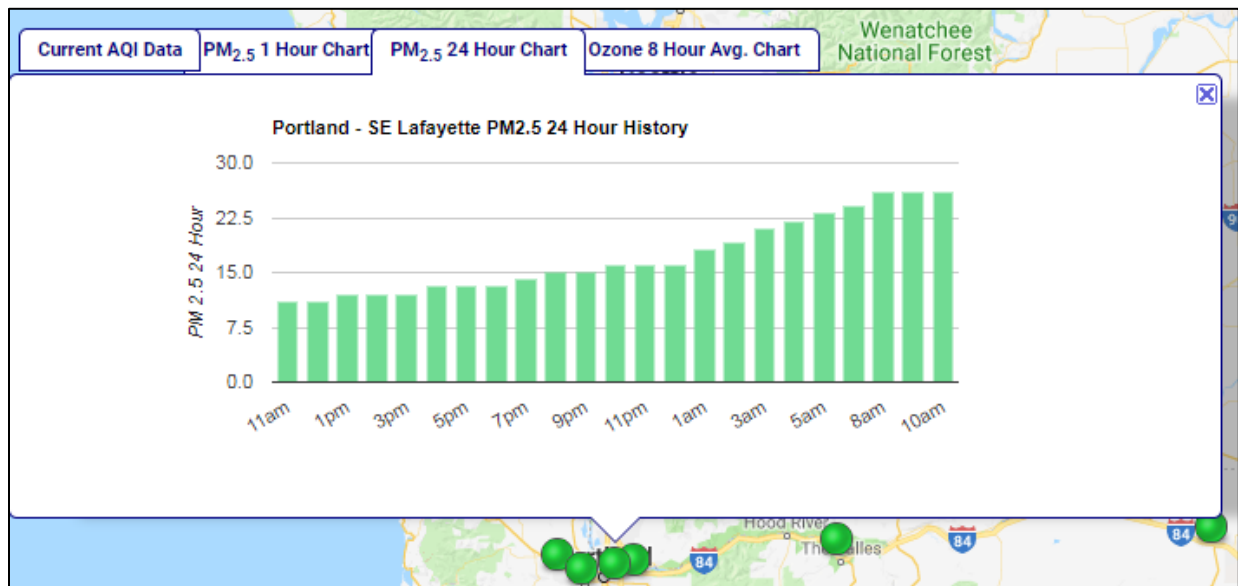 Wenatchee
National Forest
Current AQI Data
PM2.5 1 Hour Chart
PM2.5 24 Hour Chart
Ozone 8 Hour Avg. Chart
Portland - SE Lafayette PM2.5 24 Hour History
PM 2.5 24 Hour
30.0
22.5
15.0
7.5
0.0
11am 1pm 3pm 5pm 7pm 9pm 11pm 1am 3am 5am 8am 10am
Hood River
84
84
84